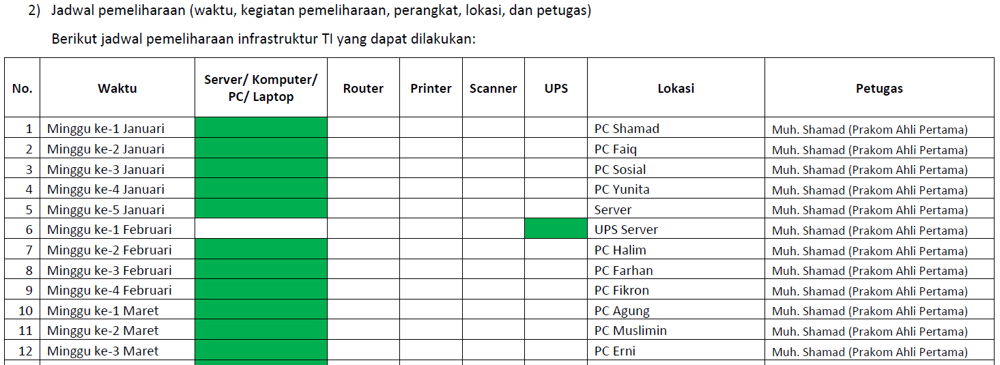 2) Jadwal pemeliharaan (waktu, kegiatan pemeliharaan, perangkat, lokasi, dan petugas)
Berikut jadwal pemeliharaan infrastruktur TI yang dapat dilakukan:
No. Waktu Server/ Komputer/ PC/ Laptop Router Printer Scanner UPS Lokasi Petugas
1 Minggu ke-1 Januari PC Shamad Muh. Shamad (Prakom Ahli Pertama)
2 Minggu ke-2 Januari PC Faiq Muh. Shamad (Prakom Ahli Pertama)
3 Minggu ke-3 Januari PC Sosial Muh. Shamad (Prakom Ahli Pertama)
4 Minggu ke-4 Januari PC Yunita Muh. Shamad (Prakom Ahli Pertama)
5 Minggu ke-5 Januari Server Muh. Shamad (Prakom Ahli Pertama)
6 Minggu ke-1 Februari UPS Server Muh. Shamad (Prakom Ahli Pertama)
7 Minggu ke-2 Februari PC Halim Muh. Shamad (Prakom Ahli Pertama)
8 Minggu ke-3 Februari PC Farhan Muh. Shamad (Prakom Ahli Pertama)
9 Minggu ke-4 Februari PC Fikron Muh. Shamad (Prakom Ahli Pertama)
10 Minggu ke-1 Maret PC Agung Muh. Shamad (Prakom Ahli Pertama)
11 Minggu ke-2 Maret PC Muslimin Muh. Shamad (Prakom Ahli Pertama)
12 Minggu ke-3 Maret PC Erni Muh. Shamad (Prakom Ahli Pertama)